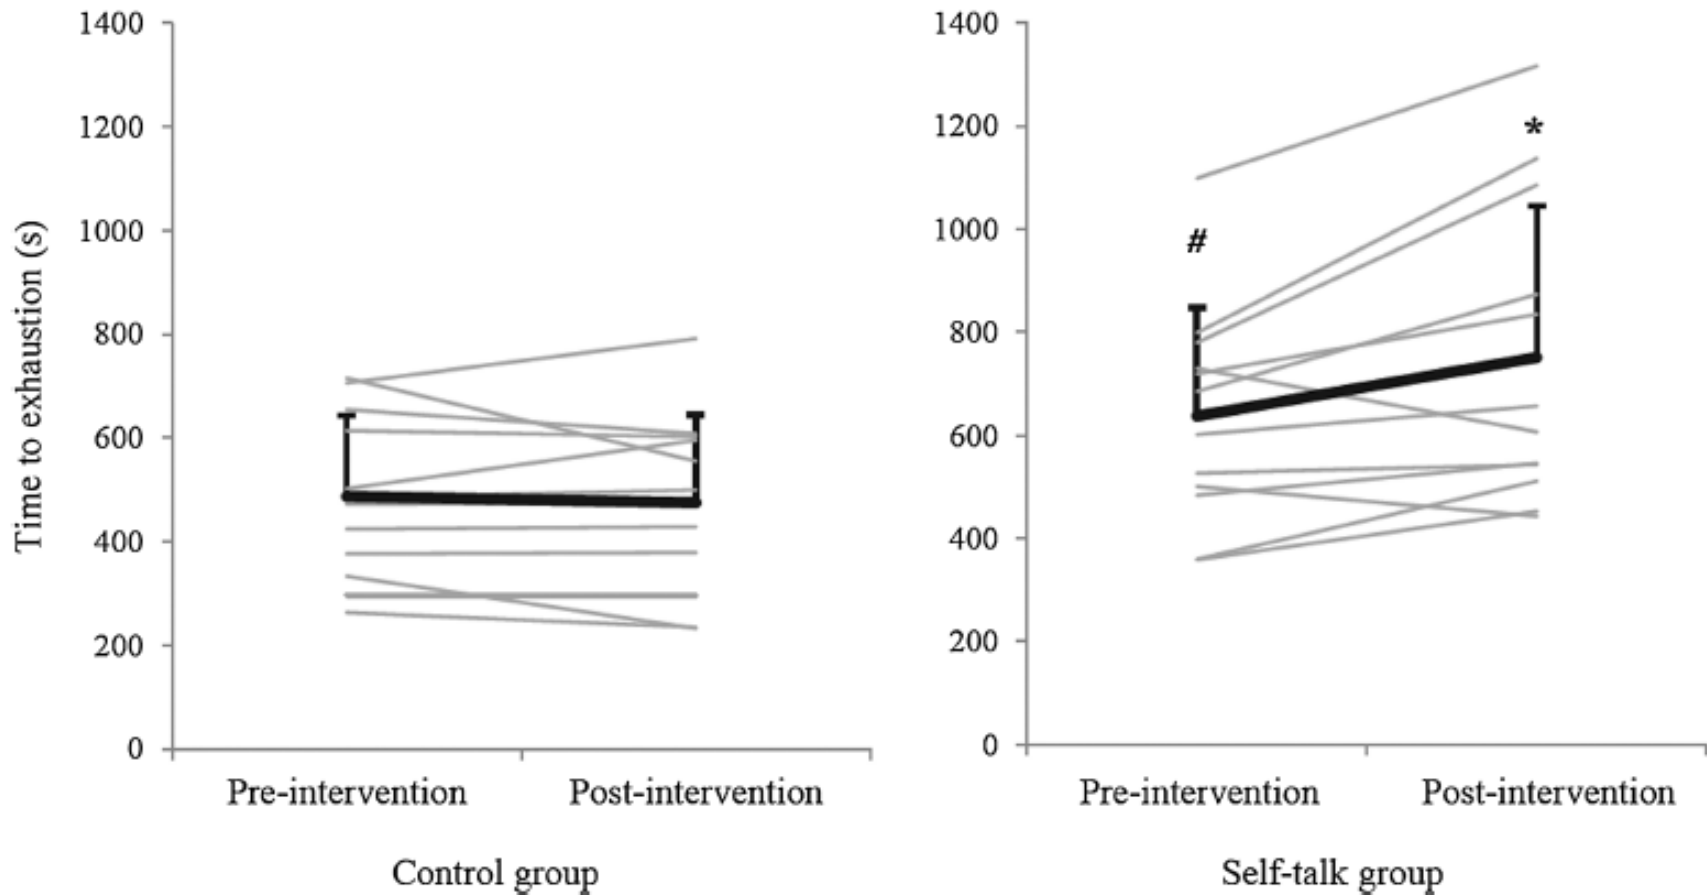 Time to exhaustion (s)
1400
1200
1000
800
600
400
200
0
Pre-intervention
Post-intervention
Control group
1400
1200
1000
800
600
400
200
0
#
*
Pre-intervention
Post-intervention
Self-talk group